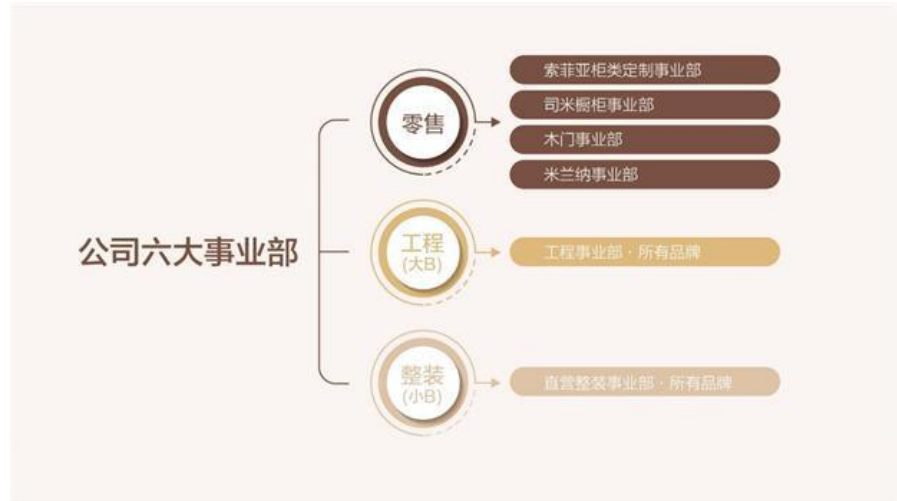 公司六大事业部
零售
索菲亚柜类定制事业部
司米橱柜事业部
木门事业部
米兰纳事业部
工程
(大B)
工程事业部·所有品牌
整装
(小B)
直营整装事业部·所有品牌